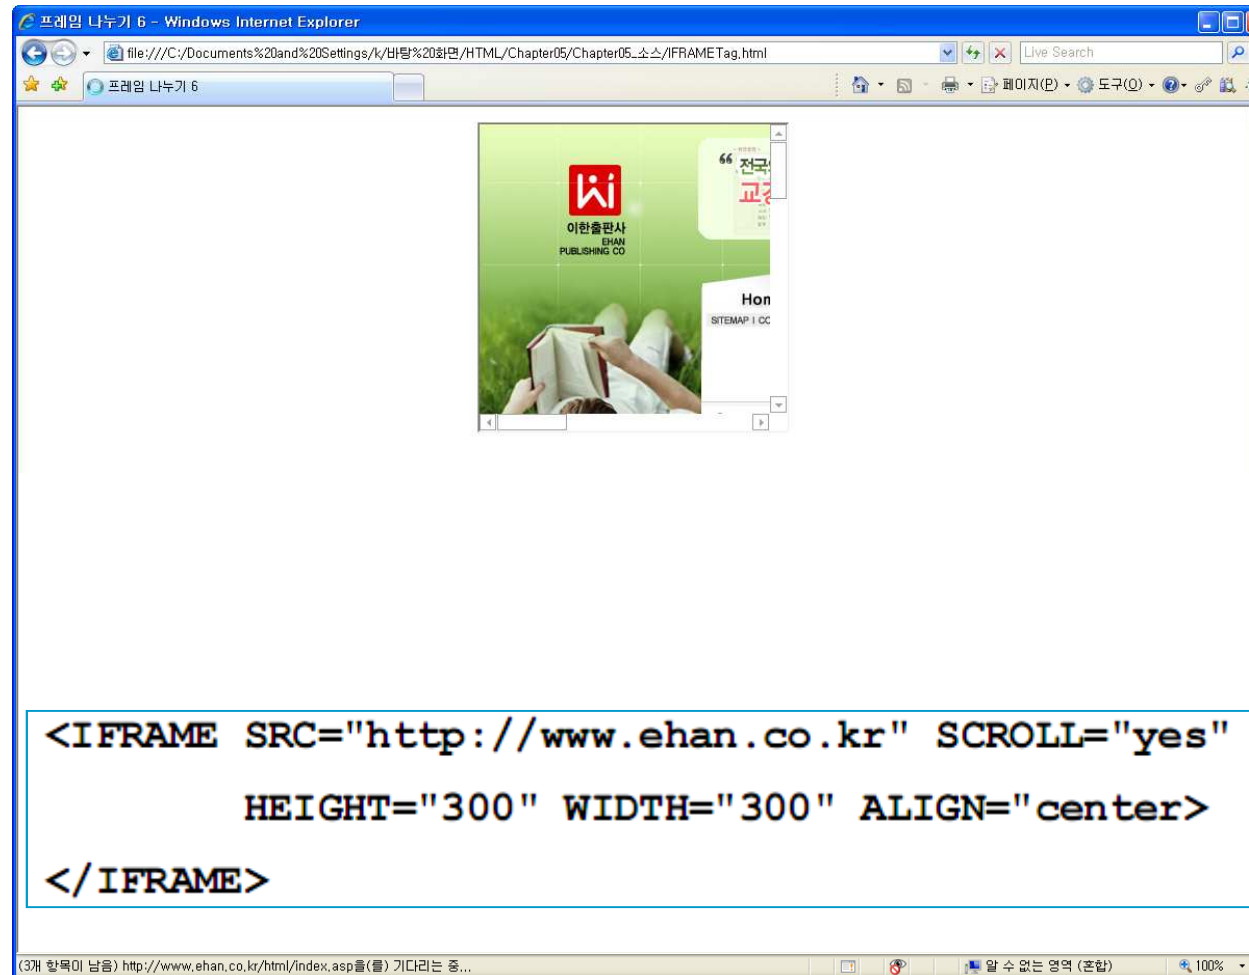 프레임 나누기 6 - Windows Internet Explorer
file:///C:/Documents%20and%20Settings/k/바탕%20화면/HTML/Chapter05/Chapter05_소스/IFRAMETag.html
Live Search
프레임 나누기 6
페이지(P)
도구(O)
전국
교
이한출판사
EHAN
PUBLISHING CO
Hom
SITEMAP I CO
<IFRAME SRC="http://www.ehan.co.kr" SCROLL="yes"
HEIGHT="300" WIDTH="300" ALIGN="center>
</IFRAME>
(3개 항목이 남음) http://www.ehan.co.kr/html/index.asp을(를) 기다리는 중...
알 수 없는 영역 (혼합)
100%